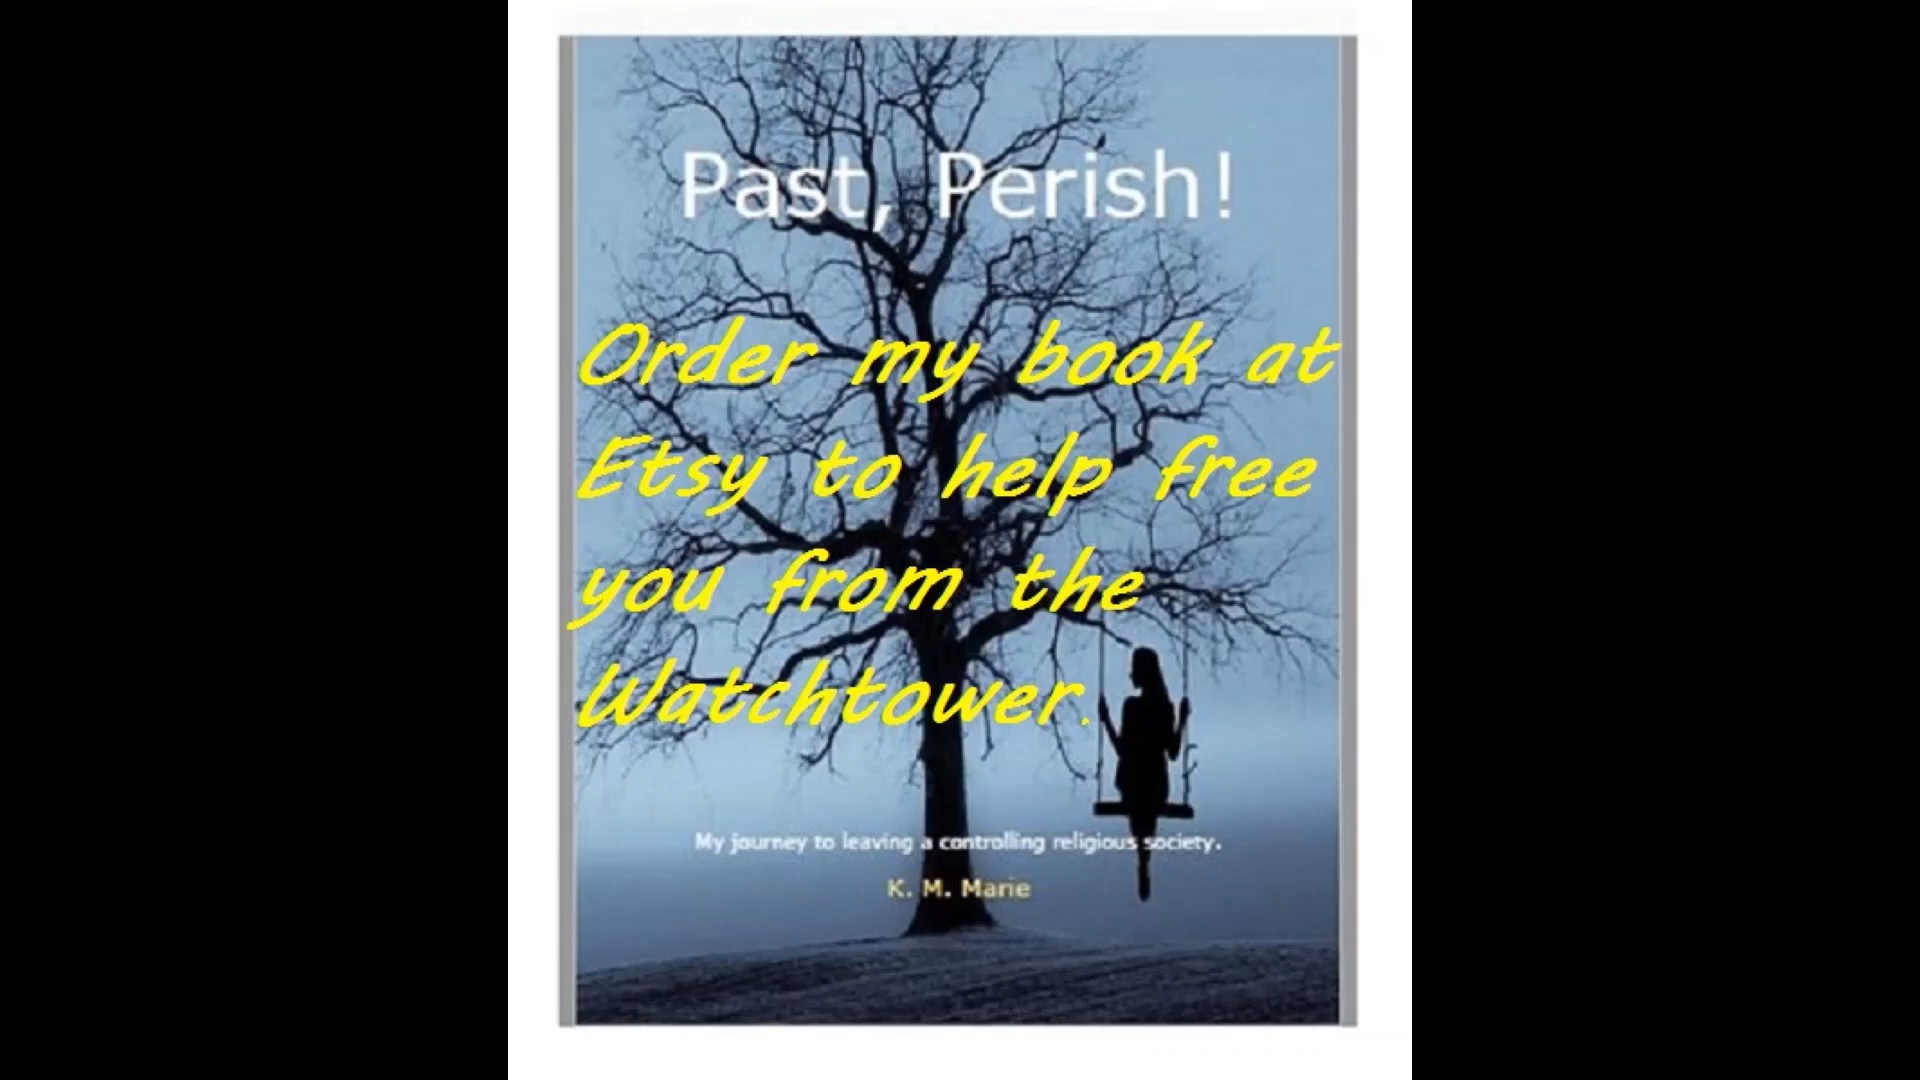 Past, Perish!
Order my book at
Etsy to help free
you from the
Watchtower.
My journey to leaving a controlling religious society.
K. M. Marie